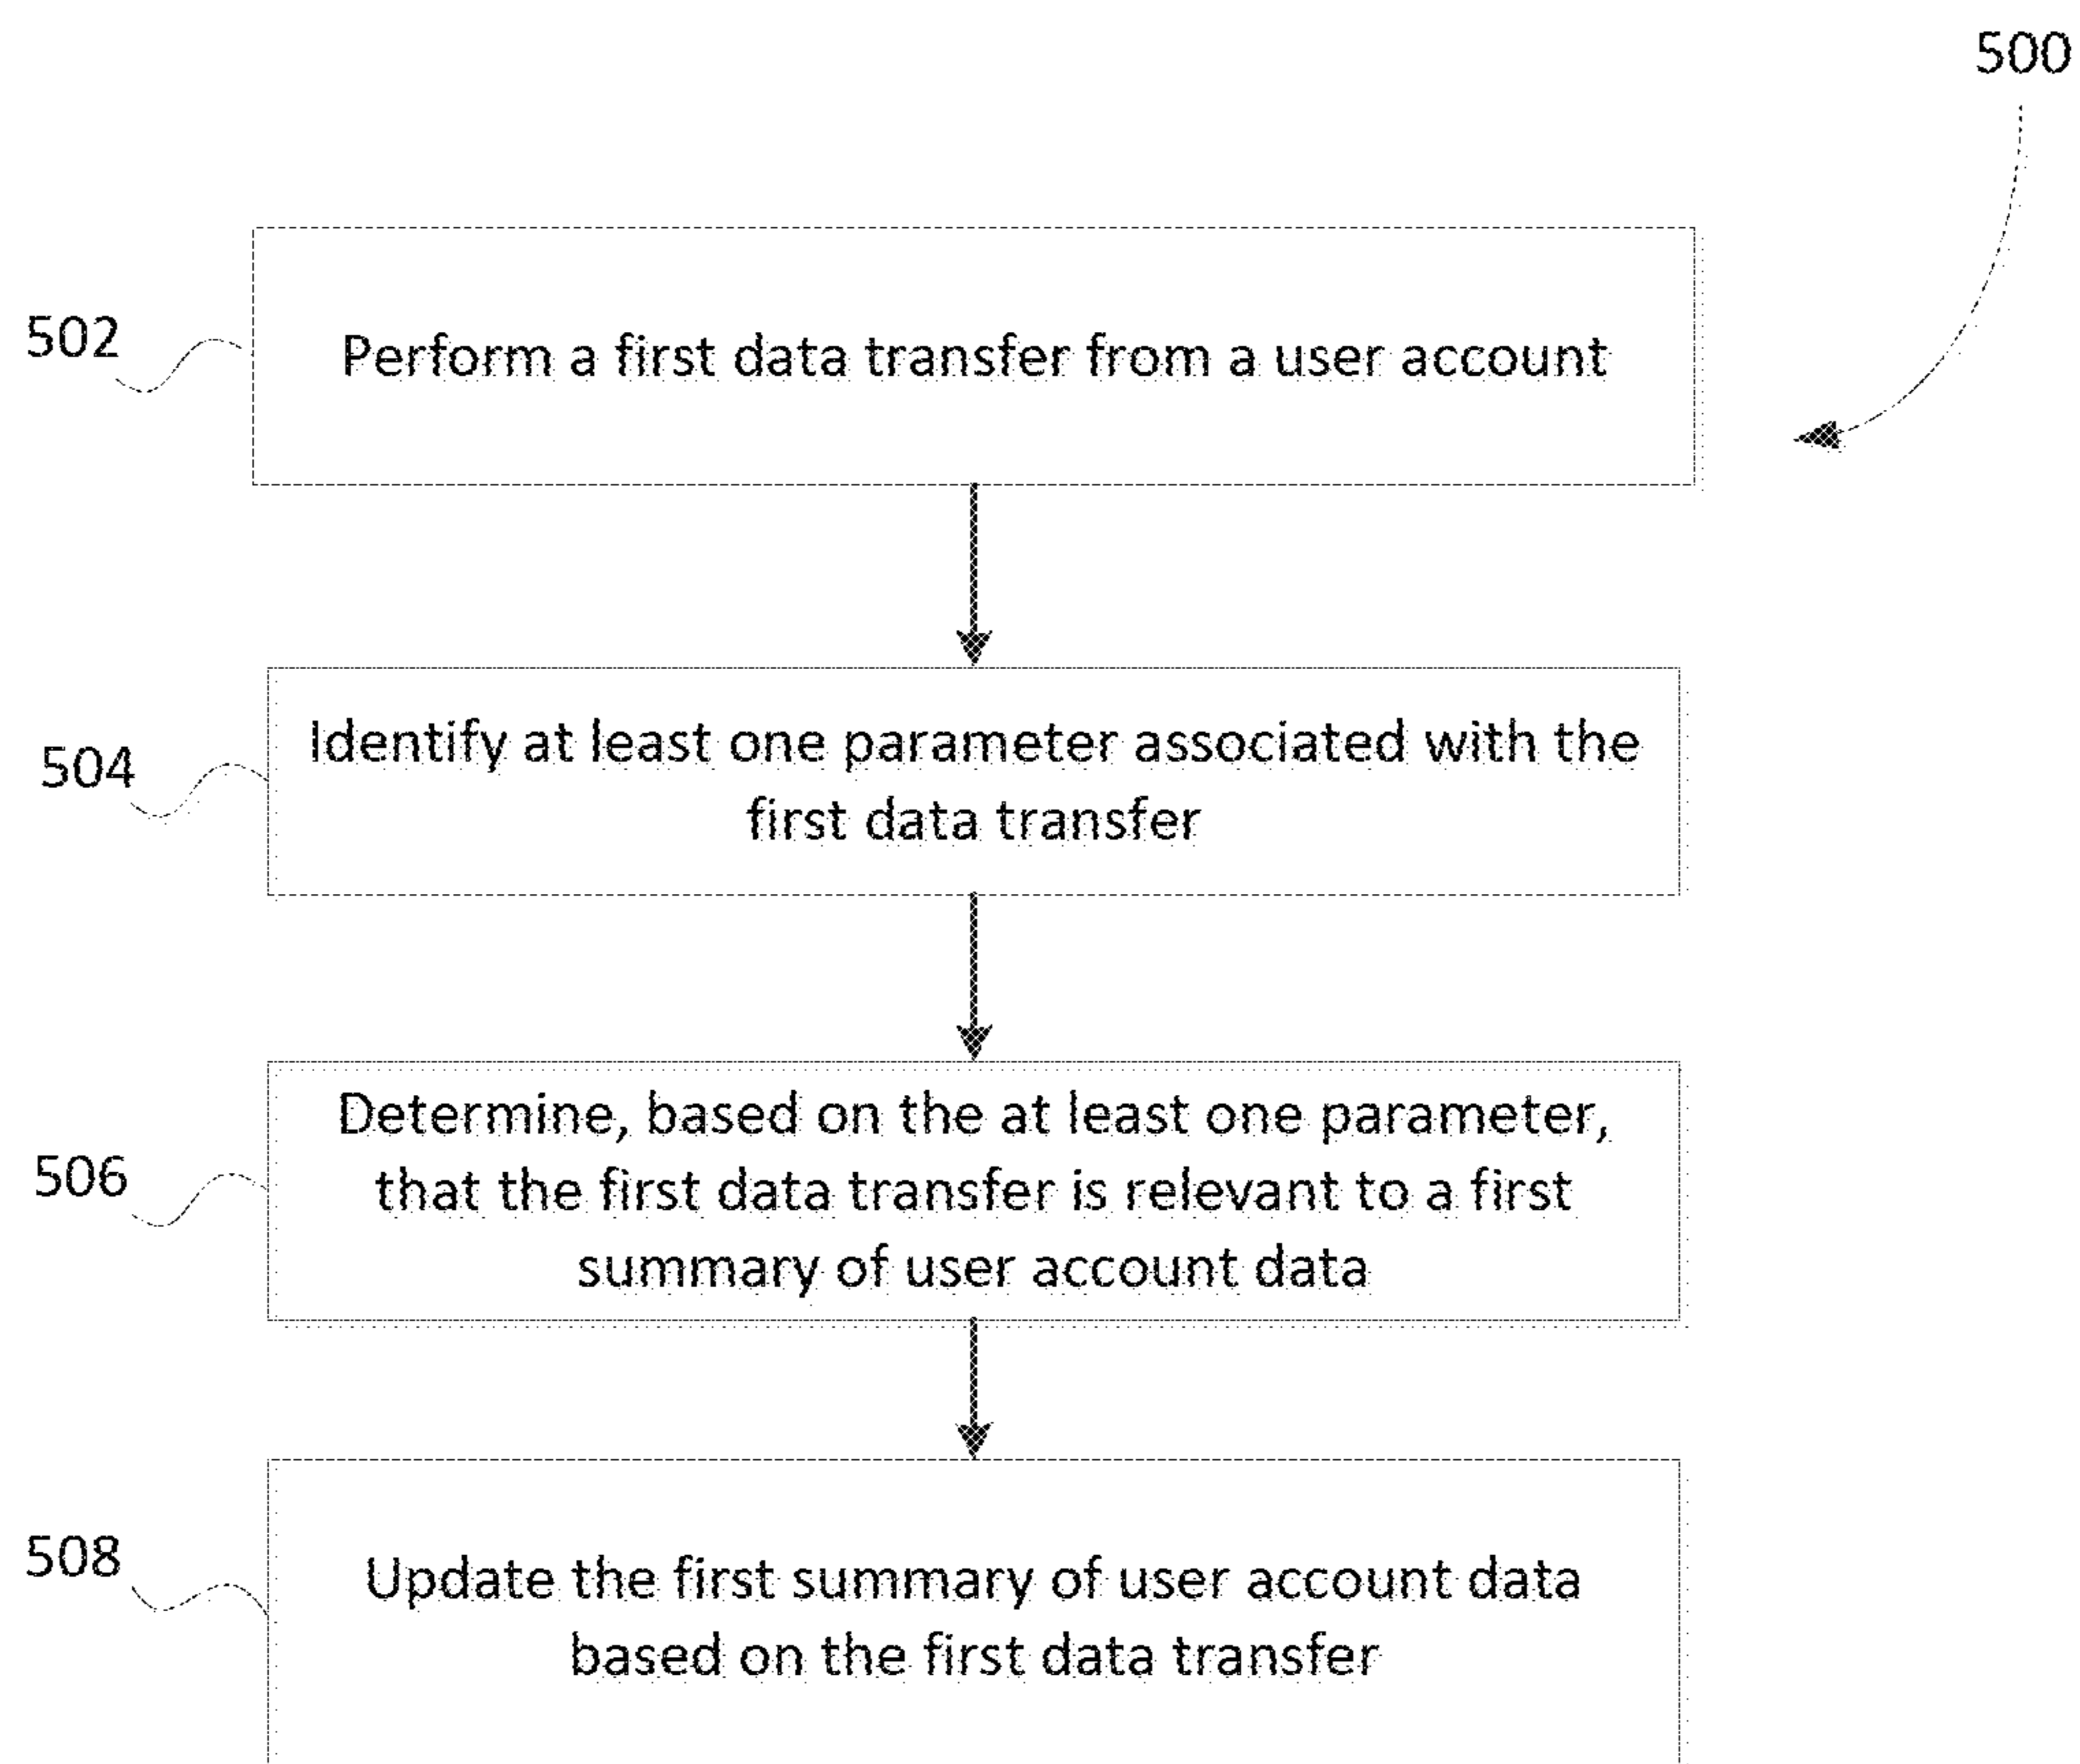 500
502
Perform a first data transfer from a user account
504
Identify at least one parameter associated with the
first data transfer
506
Determine, based on the at least one parameter,
that the first data transfer is relevant to a first
summary of user account data
508
Update the first summary of user account data
based on the first data transfer